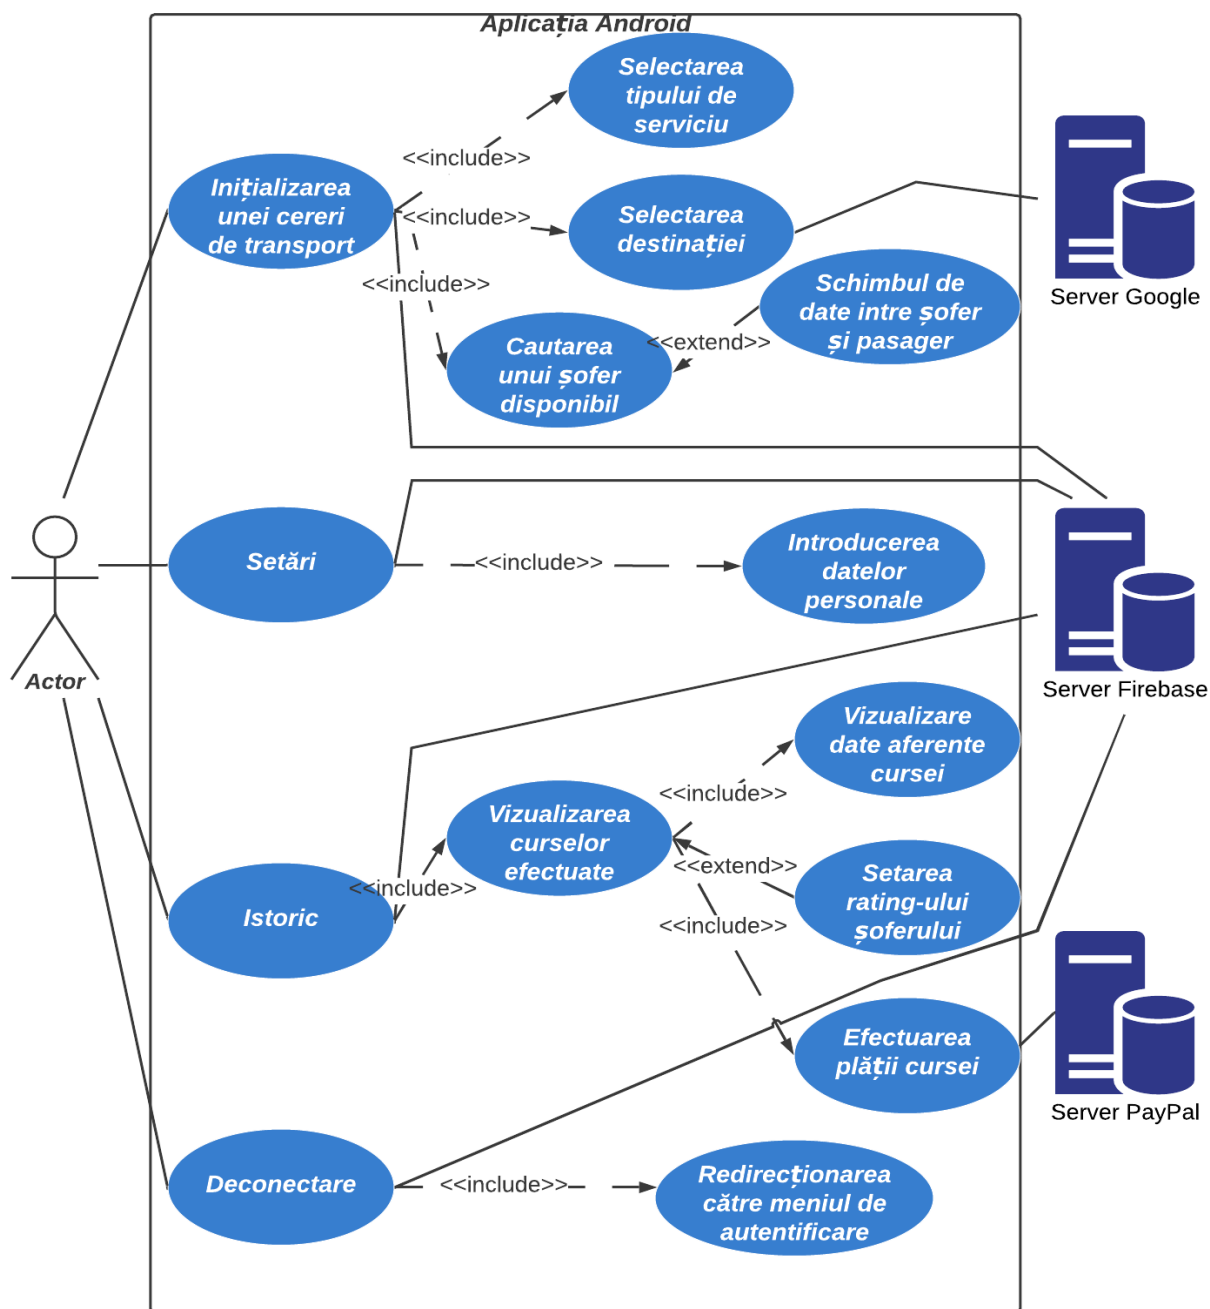 Aplicația Android
Selectarea
tipului de
serviciu
<<include>>
Inițializarea
unei cereri
de transport
<<include>>
Selectarea
destinației
<<include>>
Schimbul de
date intre șofer
și pasager
Server Google
<<extend>>
Cautarea
unui șofer
disponibil
Setări
<<include>>
Introducerea
datelor
personale
Actor
Server Firebase
Vizualizare
date aferente
cursei
<<include>>
Vizualizarea
curselor
efectuate
<<extend>>
Setarea
rating-ului
șoferului
<<include>>
Istoric
<<include>>
Efectuarea
plății cursei
Server PayPal
Deconectare
<<include>>
Redirecționarea
către meniul de
autentificare